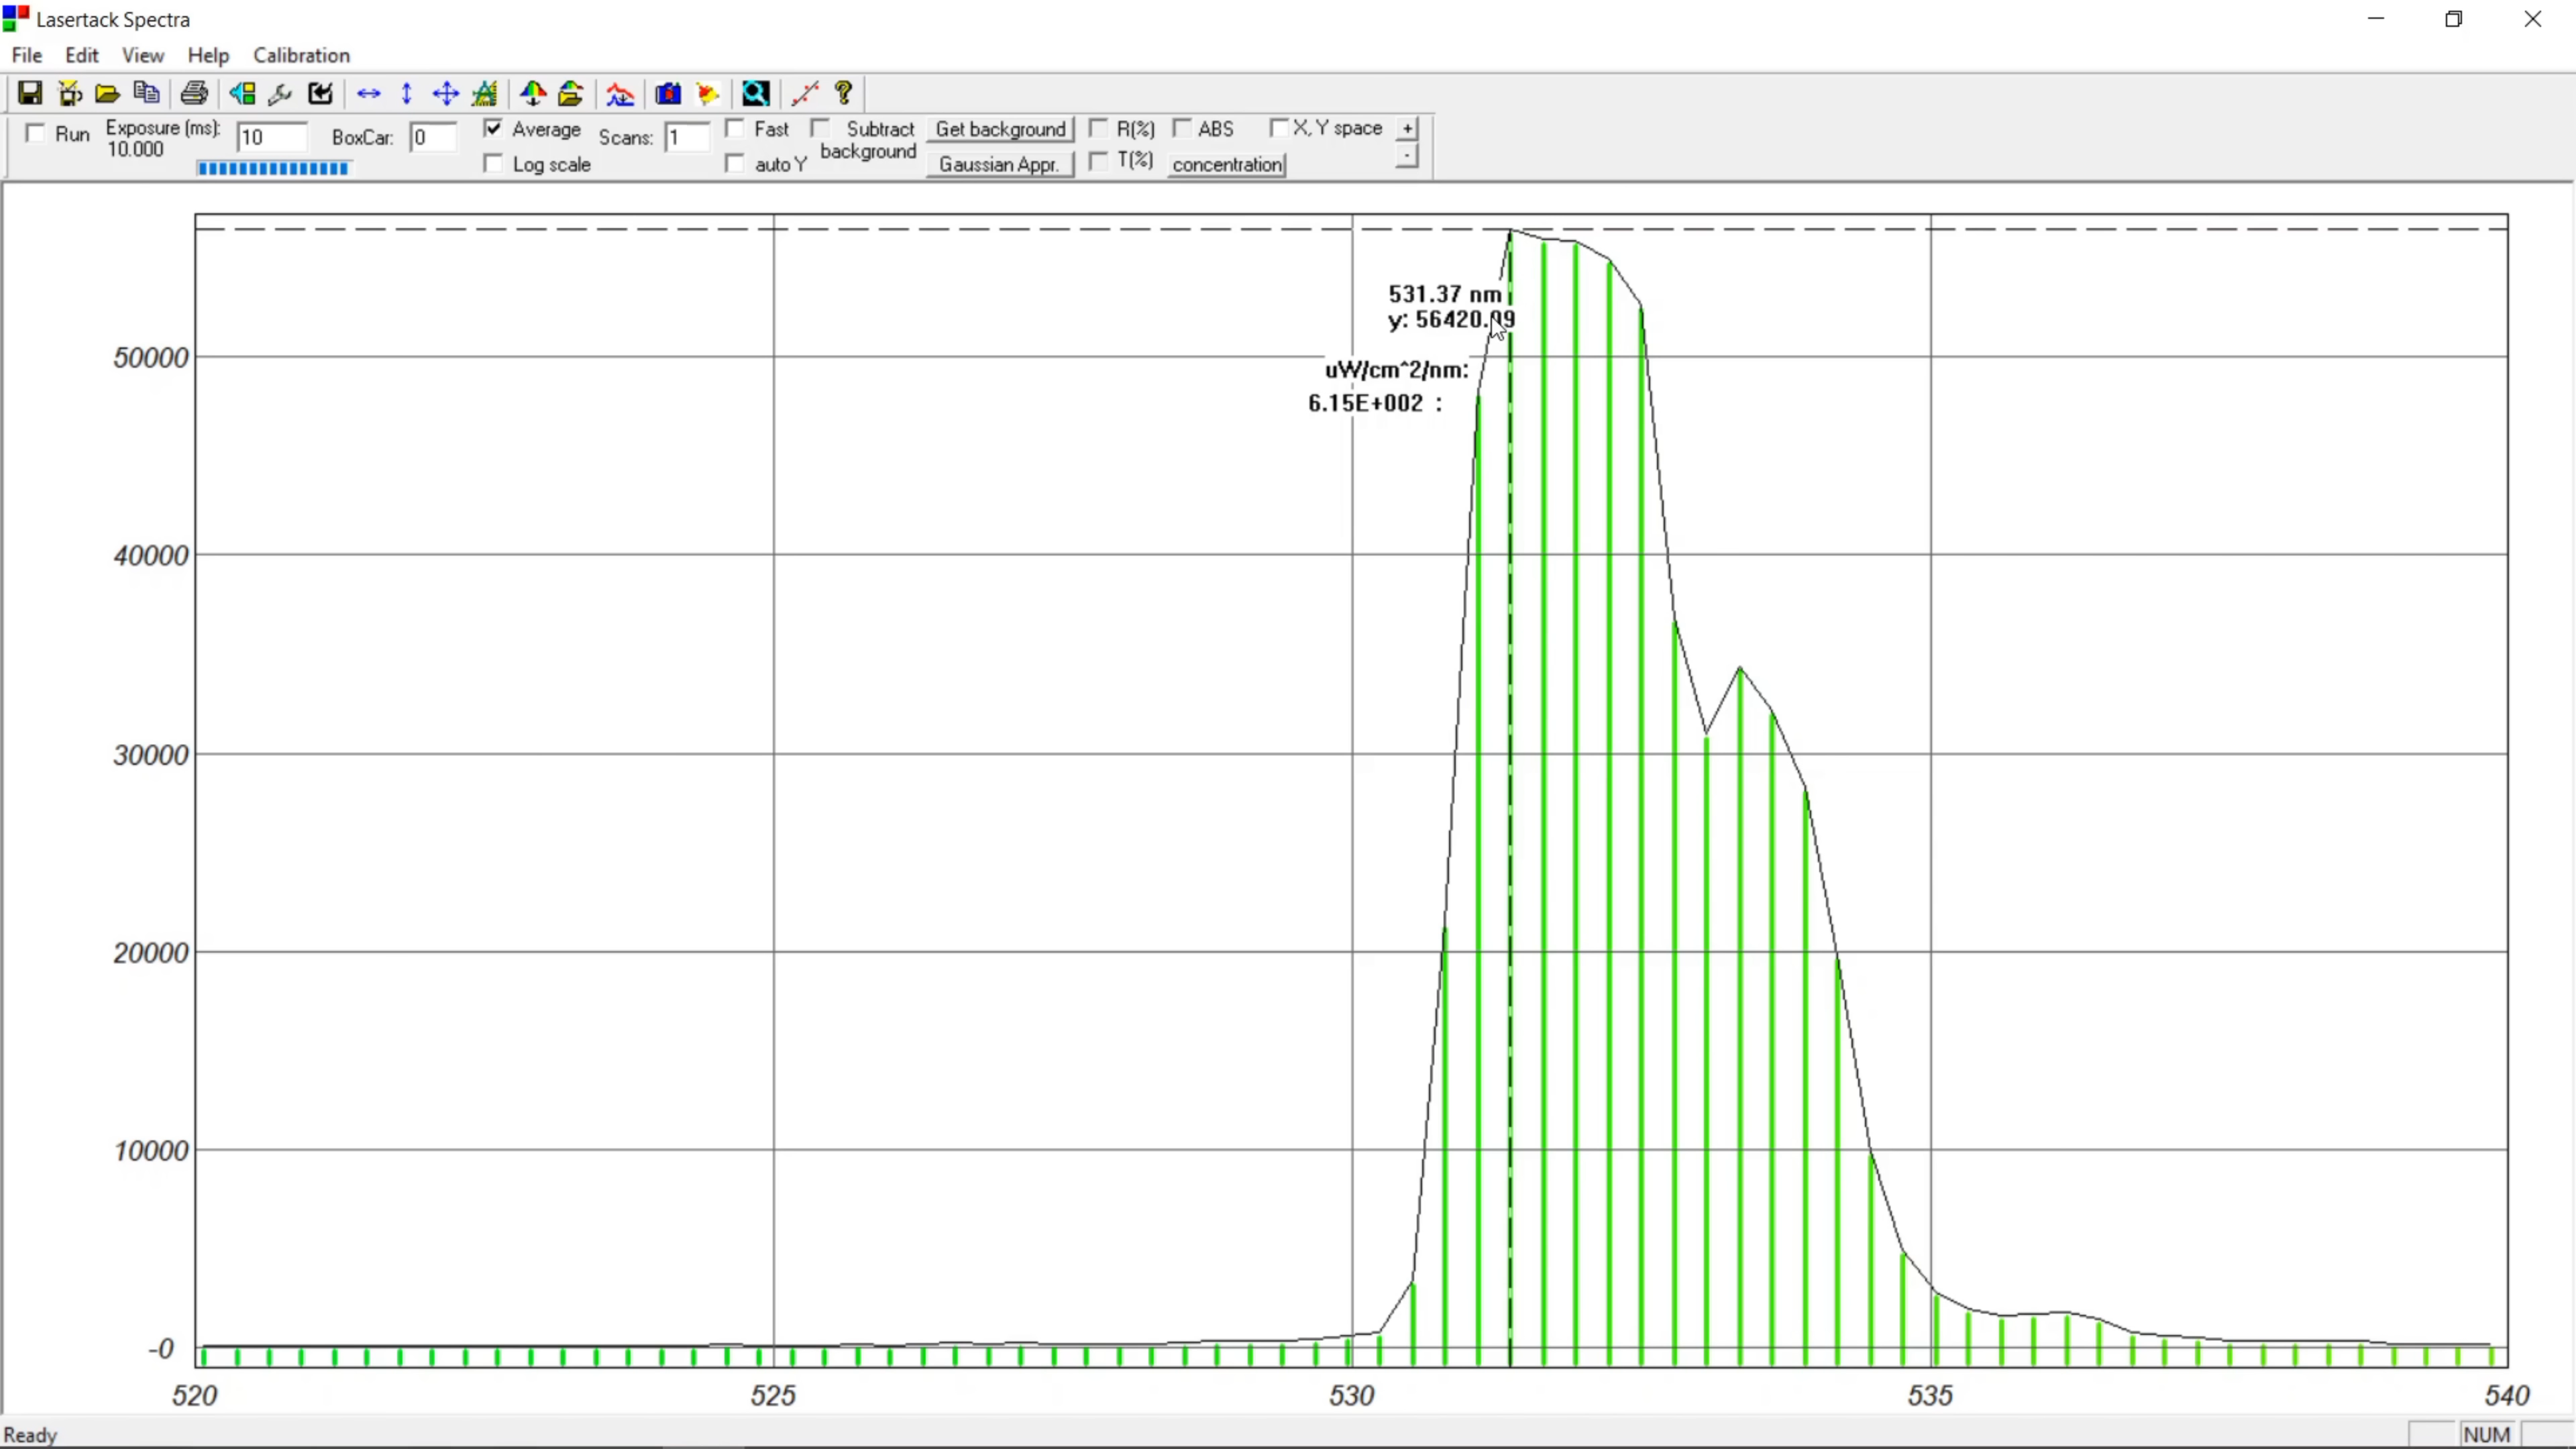 Lasertack Spectra
File Edit View Help Calibration
Run Exposure (ms): 10 BoxCar: 0 Average Scans: 1 Fast Subtract background Get background R(%) ABS X, Y space +
10.000 Log scale auto Y Gaussian Appr. T(%) concentration -
531.37 nm
y: 56420.09
uW/cm^2/nm:
6.15E+002 :
50000
40000
30000
20000
10000
-0
520 525 530 535 540
Ready NUM